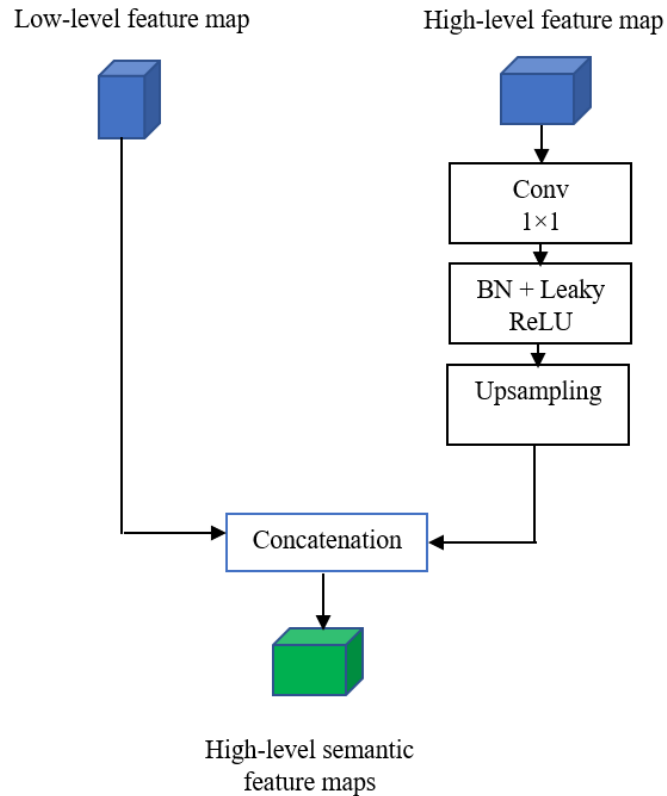 Low-level feature map
High-level feature map
Conv
1×1
BN + Leaky
ReLU
Upsampling
Concatenation
High-level semantic
feature maps